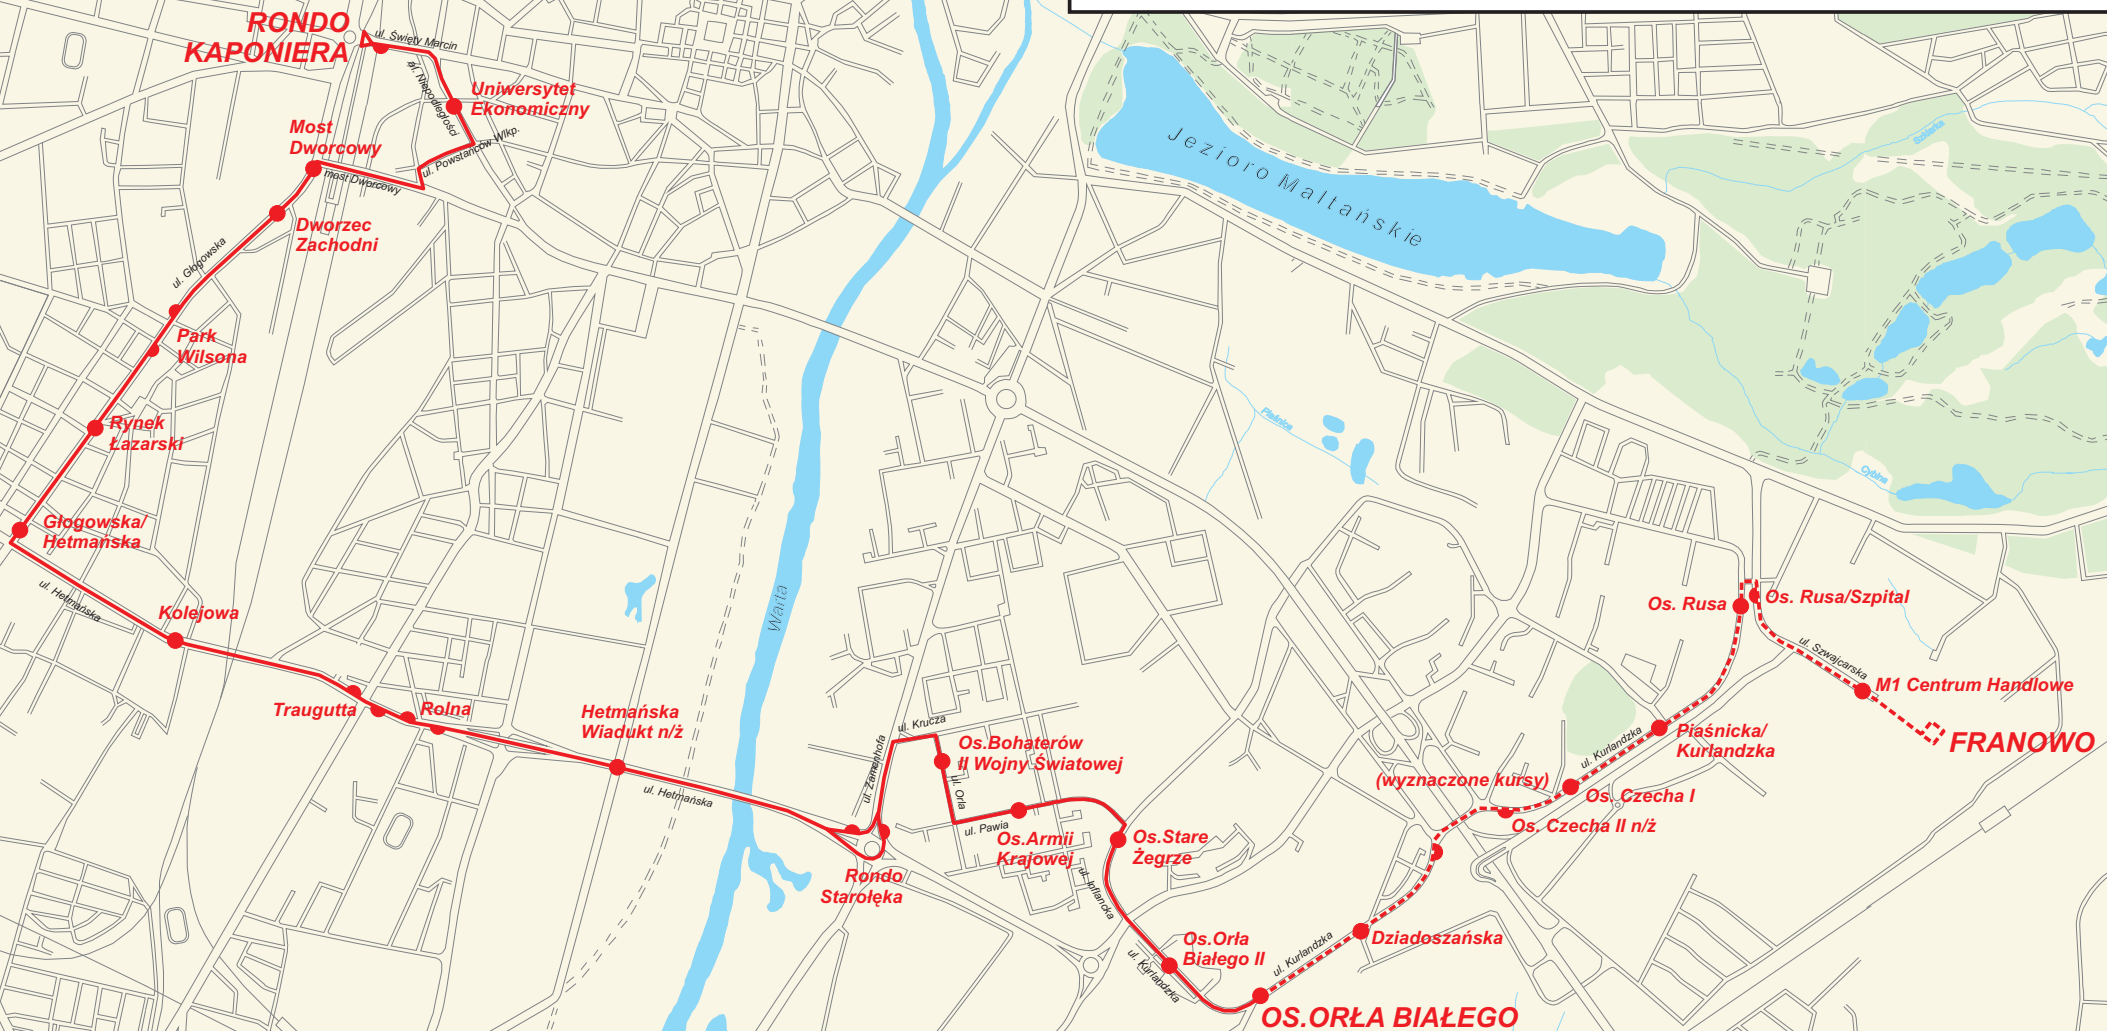 RONDO
KAPONIERA
ul. Święty Marcin
al. Niepodległości
Uniwersytet
Ekonomiczny
ul. Powstańców Wlkp.
Most
Dworcowy
most Dworcowy
Dworzec
Zachodni
ul. Głogowska
Park
Wilsona
Rynek
Łazarski
Głogowska/
Hetmańska
ul. Hetmańska
Kolejowa
Traugutta
Rolna
Hetmańska
Wiadukt n/ż
ul. Hetmańska
Warta
Jezioro Maltańskie
Szklarka
Piaśnica
Cybina
ul. Zamenhofa
ul. Krucza
Os.Bohaterów
II Wojny Światowej
ul. Orla
ul. Pawia
Os.Armii
Krajowej
Rondo
Starołęka
Os.Stare
Żegrze
ul. Inflancka
Os.Orła
Białego II
ul. Kurlandzka
OS.ORŁA BIAŁEGO
ul. Kurlandzka
Dziadoszańska
(wyznaczone kursy)
Os. Czecha II n/ż
Os. Czecha I
ul. Kurlandzka
Piaśnicka/
Kurlandzka
Os. Rusa
Os. Rusa/Szpital
ul. Szwajcarska
M1 Centrum Handlowe
FRANOWO